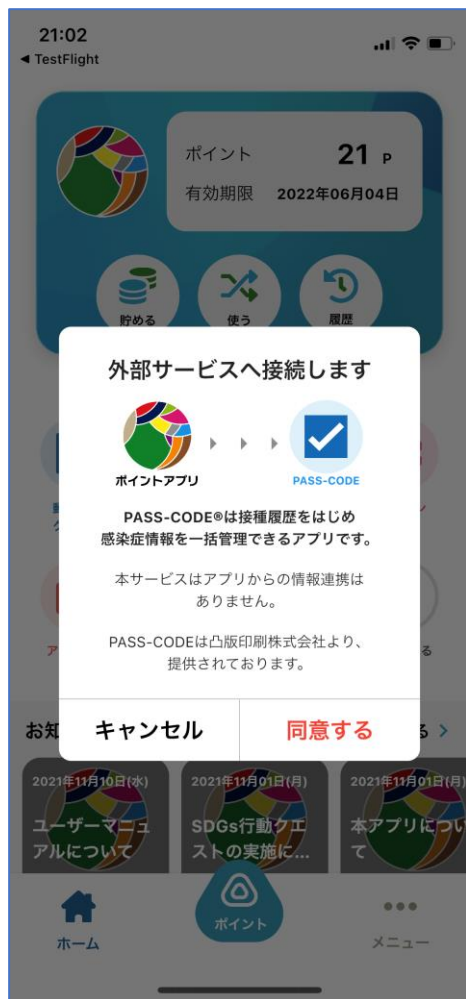 21:02
◀ TestFlight
ポイント 21 P
有効期限 2022年06月04日
貯める 使う 履歴
外部サービスへ接続します
ポイントアプリ PASS-CODE
PASS-CODE®は接種履歴をはじめ
感染症情報を一括管理できるアプリです。
本サービスはアプリからの情報連携は
ありません。
PASS-CODEは凸版印刷株式会社より、
提供されております。
キャンセル 同意する
お知
る >
2021年11月10日(水) 2021年11月01日(月) 2021年11月01日(月)
ユーザーマニュ SDGs行動クエ 本アプリについ
アルについて ストの実施に... て
ホーム ポイント メニュー